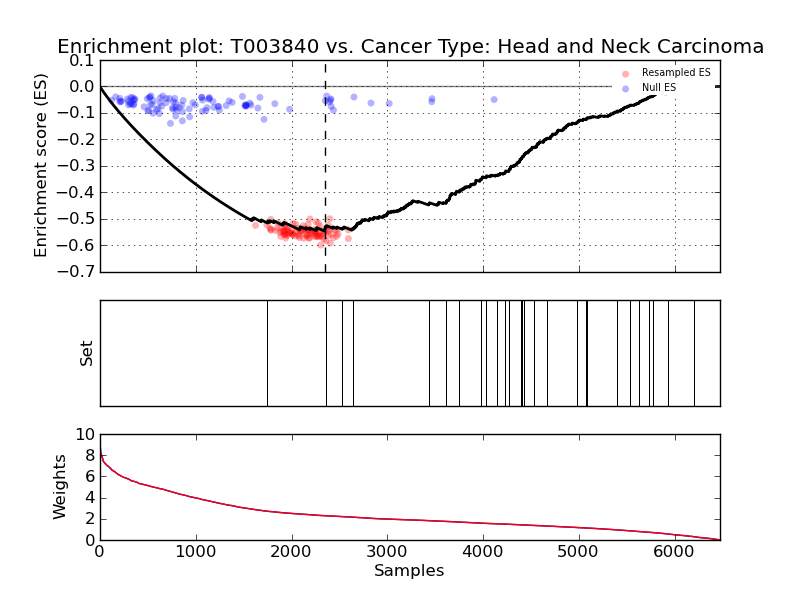 Enrichment plot: T003840 vs. Cancer Type: Head and Neck Carcinoma
Enrichment score (ES)
0.1
0.0
−0.1
−0.2
−0.3
−0.4
−0.5
−0.6
−0.7
Resampled ES
Null ES
Set
Weights
10
8
6
4
2
0
0 1000 2000 3000 4000 5000 6000
Samples